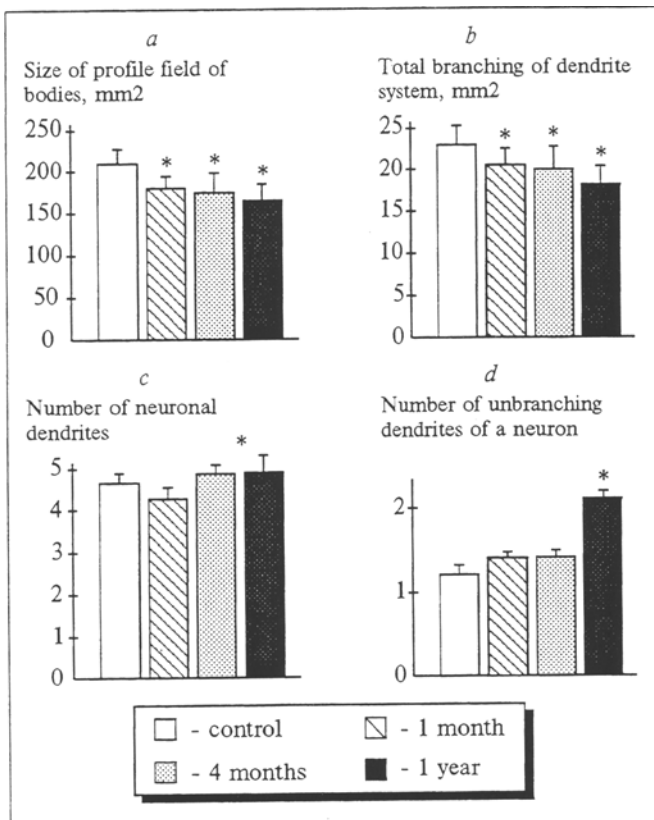 a
Size of profile field of
bodies, mm2
250
200
150
100
50
0
* * *
b
Total branching of dendrite
system, mm2
25
20
15
10
5
0
* * *
c
Number of neuronal
dendrites
5
4
3
2
1
0
*
d
Number of unbranching
dendrites of a neuron
2
1
0
*
- control
- 1 month
- 4 months
- 1 year